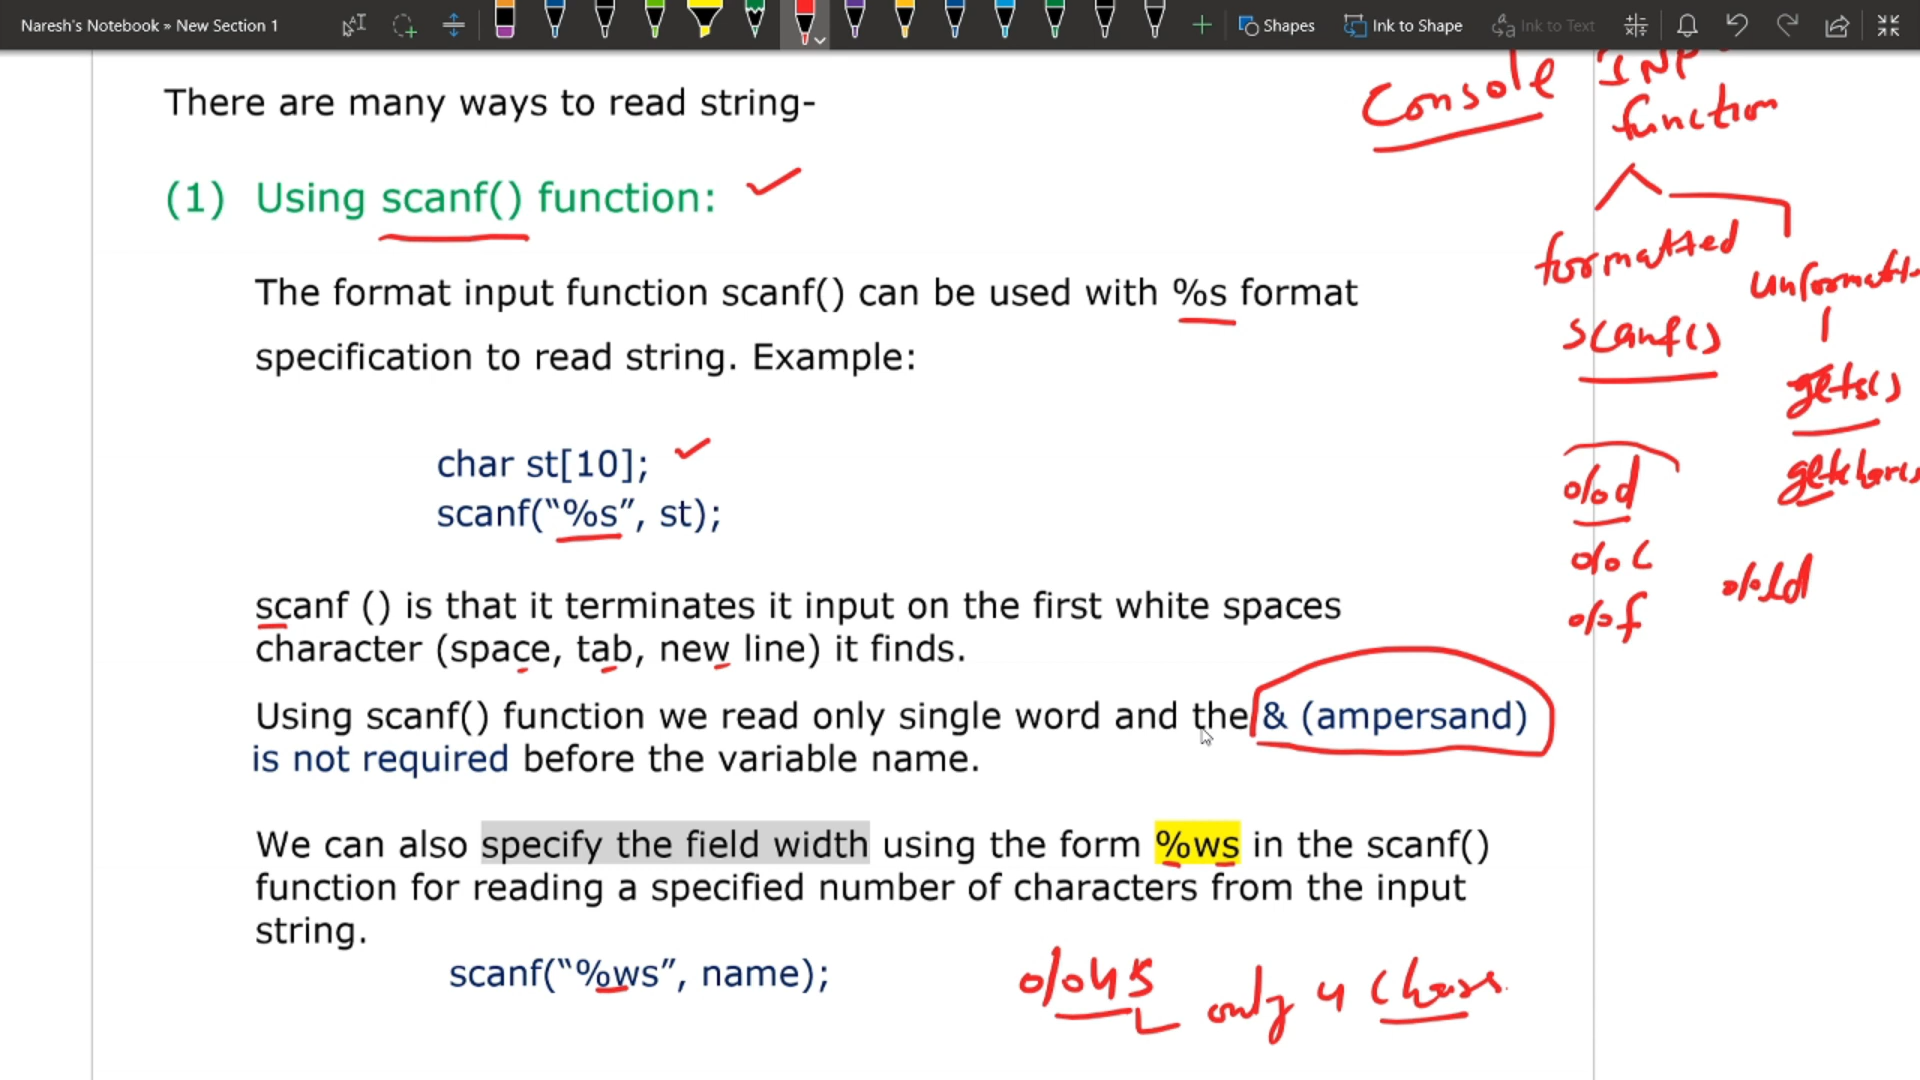 Naresh's Notebook » New Section 1
Shapes
Ink to Shape
Ink to Text
There are many ways to read string-
Console INP
function
(1) Using scanf() function:
formatted
unformatt
The format input function scanf() can be used with %s format
specification to read string. Example:
scanf()
gets()
getchar
char st[10];
scanf(“%s”, st);
%d
%c
%f
%Ld
scanf () is that it terminates it input on the first white spaces
character (space, tab, new line) it finds.
Using scanf() function we read only single word and the & (ampersand)
is not required before the variable name.
We can also specify the field width using the form %ws in the scanf()
function for reading a specified number of characters from the input
string.
scanf(“%ws”, name);
%4s only 4 chars.